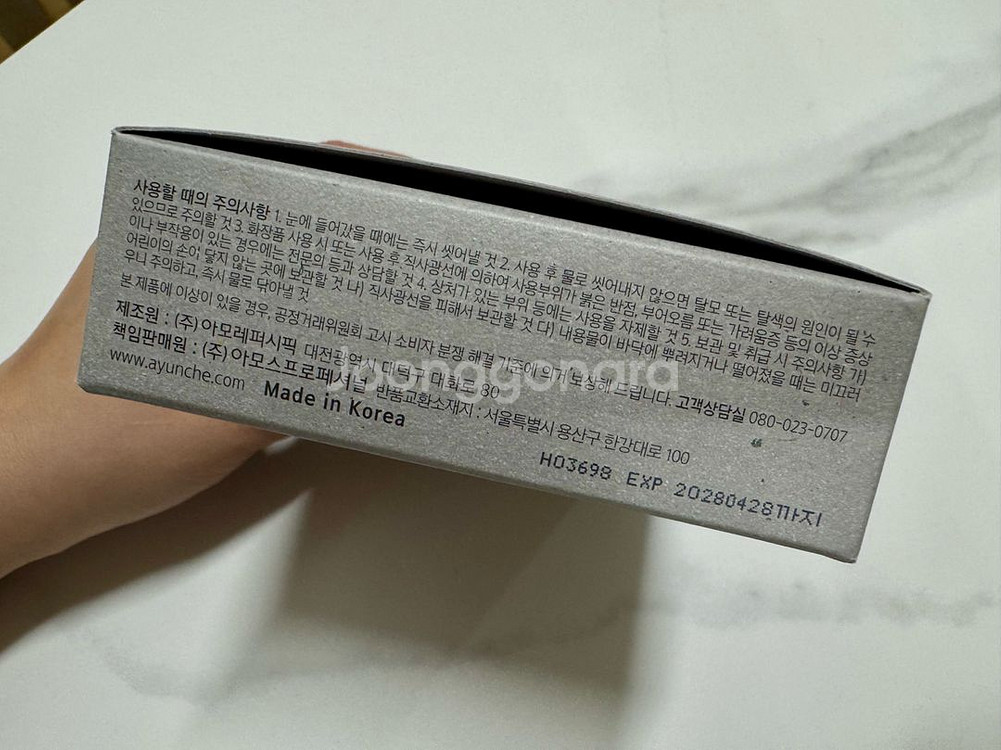 사용할 때의 주의사항 1. 눈에 들어갔을 때에는 즉시 씻어낼 것 2. 사용 후 물로 씻어내지 않으면 탈모 또는 탈색의 원인이 될 수
있으므로 주의할 것 3. 화장품 사용 시 또는 사용 후 직사광선에 의하여 사용부위가 붉은 반점, 부어오름 또는 가려움증 등의 이상 증상
이나 부작용이 있는 경우에는 전문의 등과 상담할 것 4. 상처가 있는 부위 등에는 사용을 자제할 것 5. 보관 및 취급 시 주의사항 가)
어린이의 손이 닿지 않는 곳에 보관할 것 나) 직사광선을 피해서 보관할 것 다) 내용물이 바닥에 뿌려지거나 떨어졌을 때는 미끄러
우니 주의하고, 즉시 물로 닦아낼 것
본 제품에 이상이 있을 경우, 공정거래위원회 고시 소비자 분쟁 해결 기준에 의거 보상해 드립니다. 고객상담실 080-023-0707
제조원 : (주)아모레퍼시픽 대전광역시 대덕구 대화로 80
책임판매원 : (주)아모스프로페셔널 반품교환소재지 : 서울특별시 용산구 한강대로 100
www.ayunche.com Made in Korea
H03698 EXP 20280428까지
Joonggonara